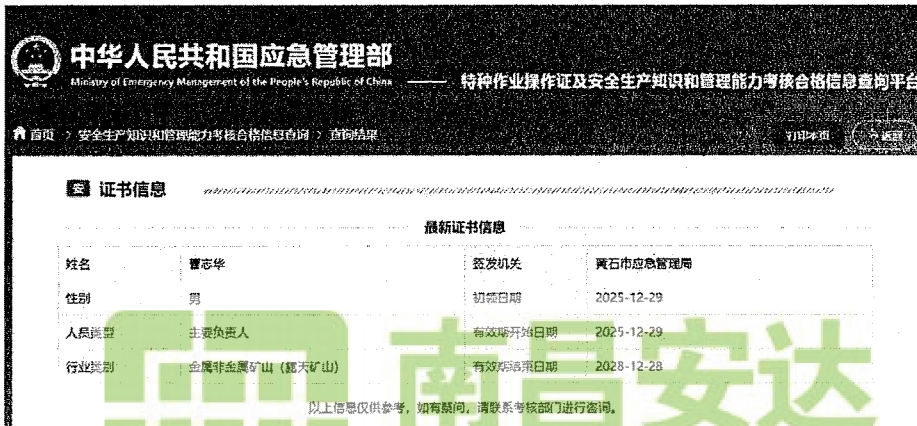 中华人民共和国应急管理部
Ministry of Emergency Management of the People's Republic of China
特种作业操作证及安全生产知识和管理能力考核合格信息查询平台
首页 > 安全生产知识和管理能力考核合格信息查询 > 查询结果 打印本页 返回
证书信息
最新证书信息
姓名 瞿志华 签发机关 黄石市应急管理局
性别 男 初领日期 2025-12-29
人员类型 主要负责人 有效期开始日期 2025-12-29
行业类别 金属非金属矿山（露天矿山） 有效期结束日期 2028-12-28
以上信息仅供参考，如有疑问，请联系考核部门进行咨询。
南昌安达